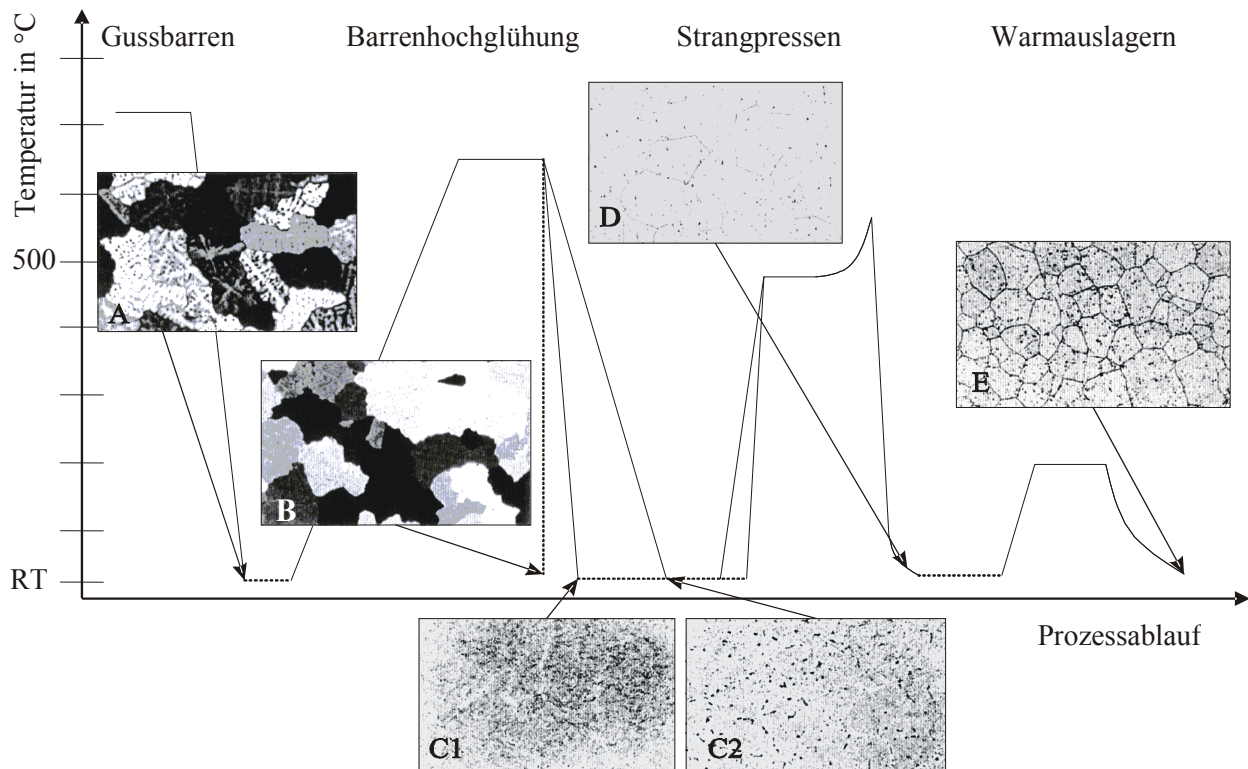 Temperatur in °C
Gussbarren
Barrenhochglühung
Strangpressen
Warmauslagern
A
B
D
E
500
RT
C1
C2
Prozessablauf